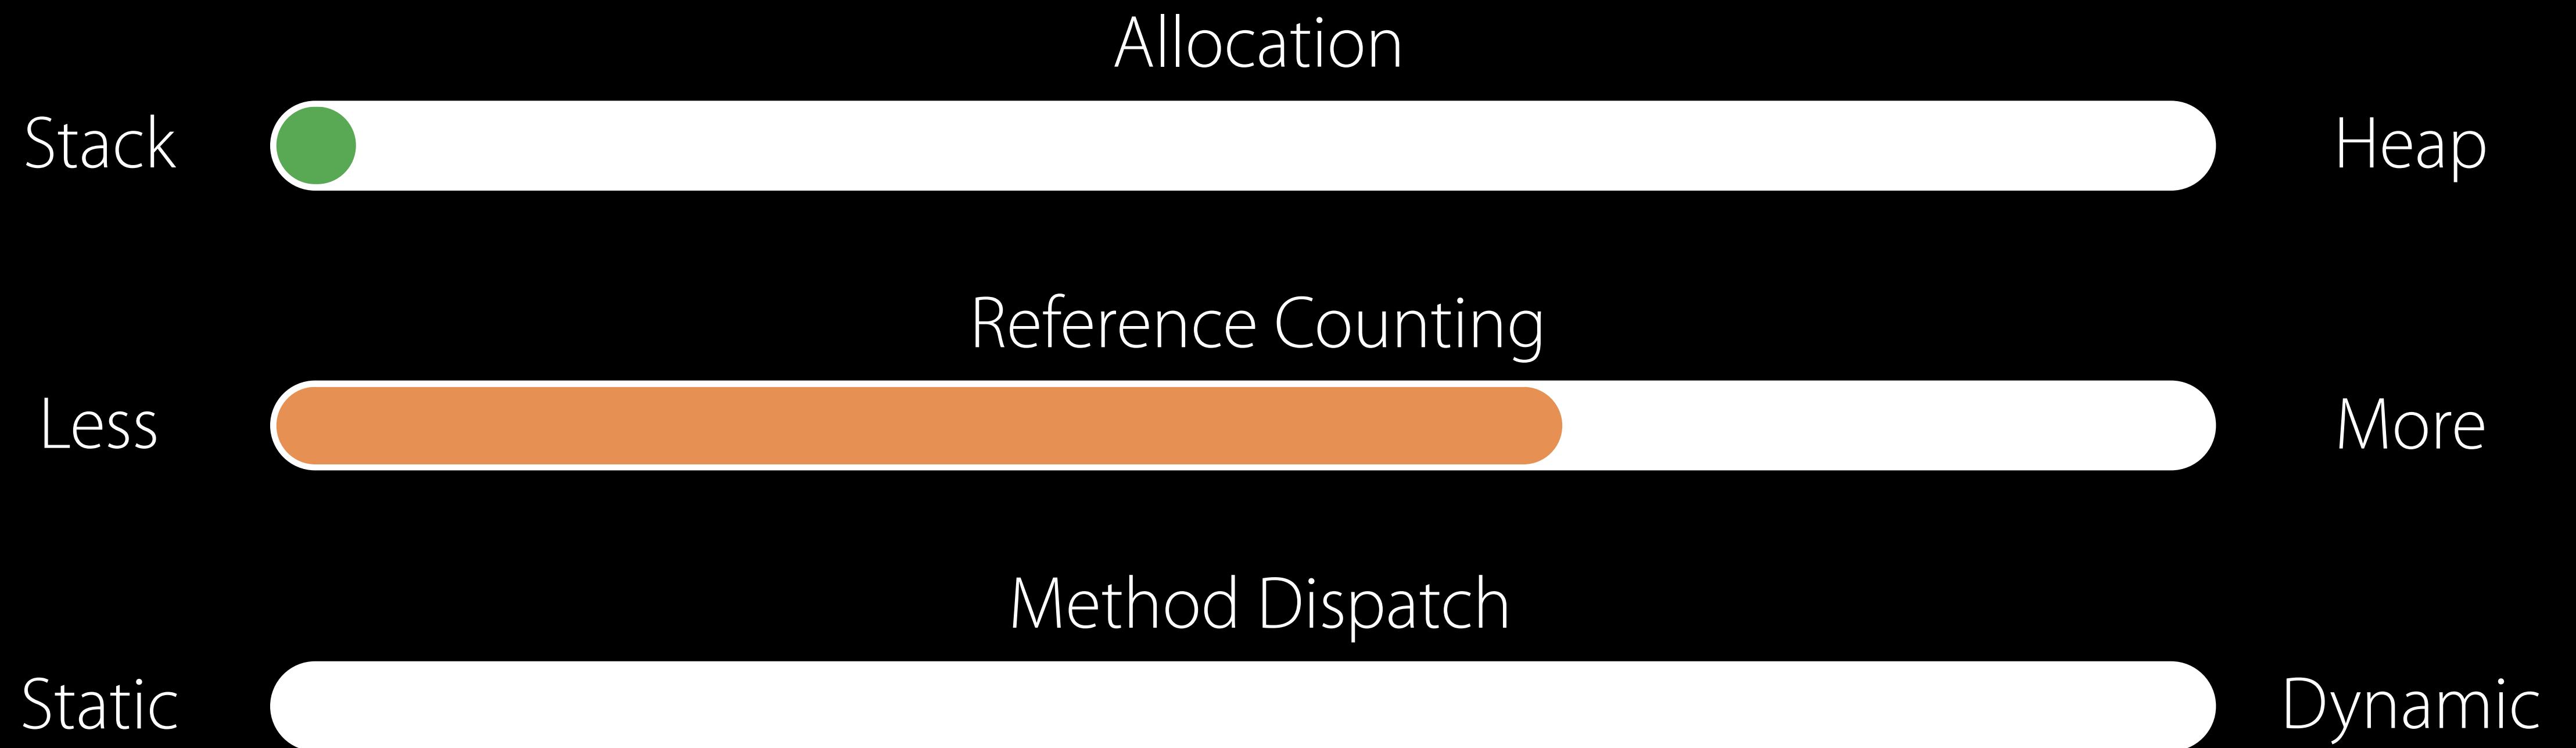 Allocation
Stack Heap
Reference Counting
Less More
Method Dispatch
Static Dynamic